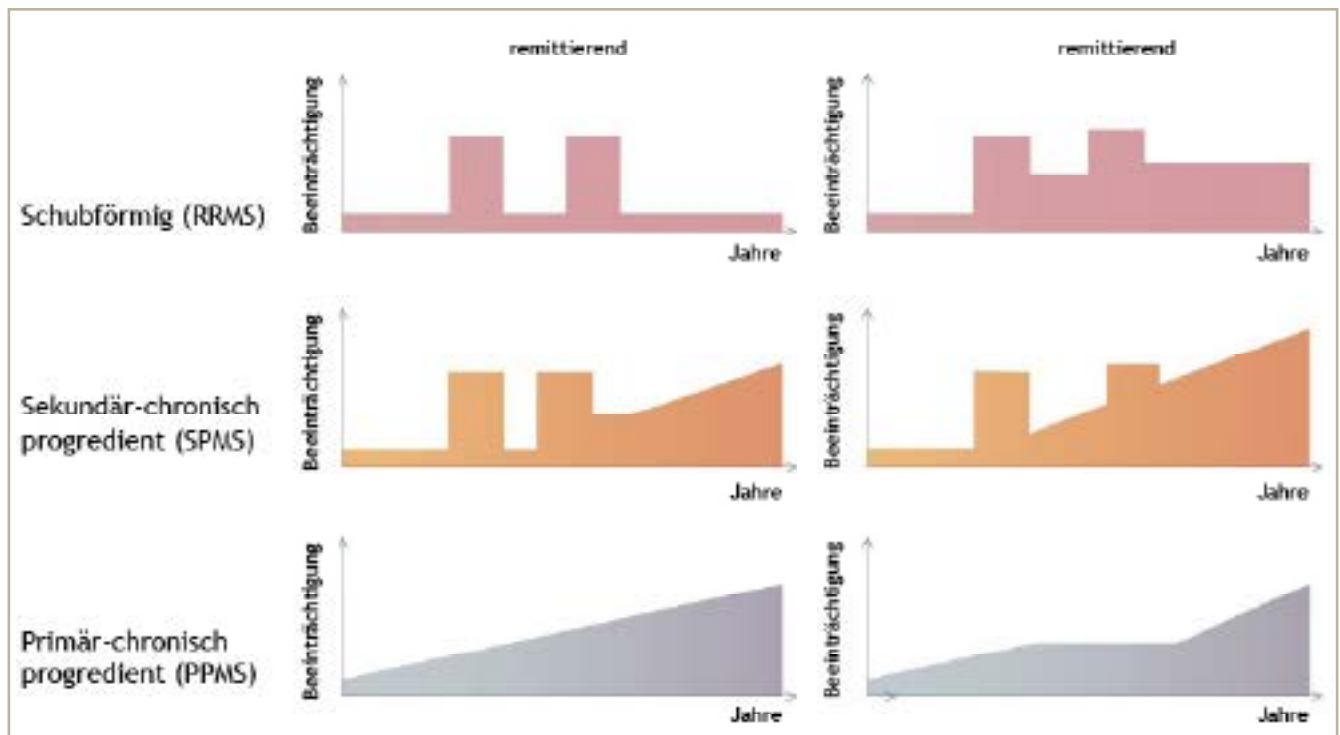 remittierend
remittierend
Beeinträchtigung
Beeinträchtigung
Schubförmig (RRMS)
Jahre
Jahre
Beeinträchtigung
Beeinträchtigung
Sekundär-chronisch
progredient (SPMS)
Jahre
Jahre
Beeinträchtigung
Beeinträchtigung
Primär-chronisch
progredient (PPMS)
Jahre
Jahre